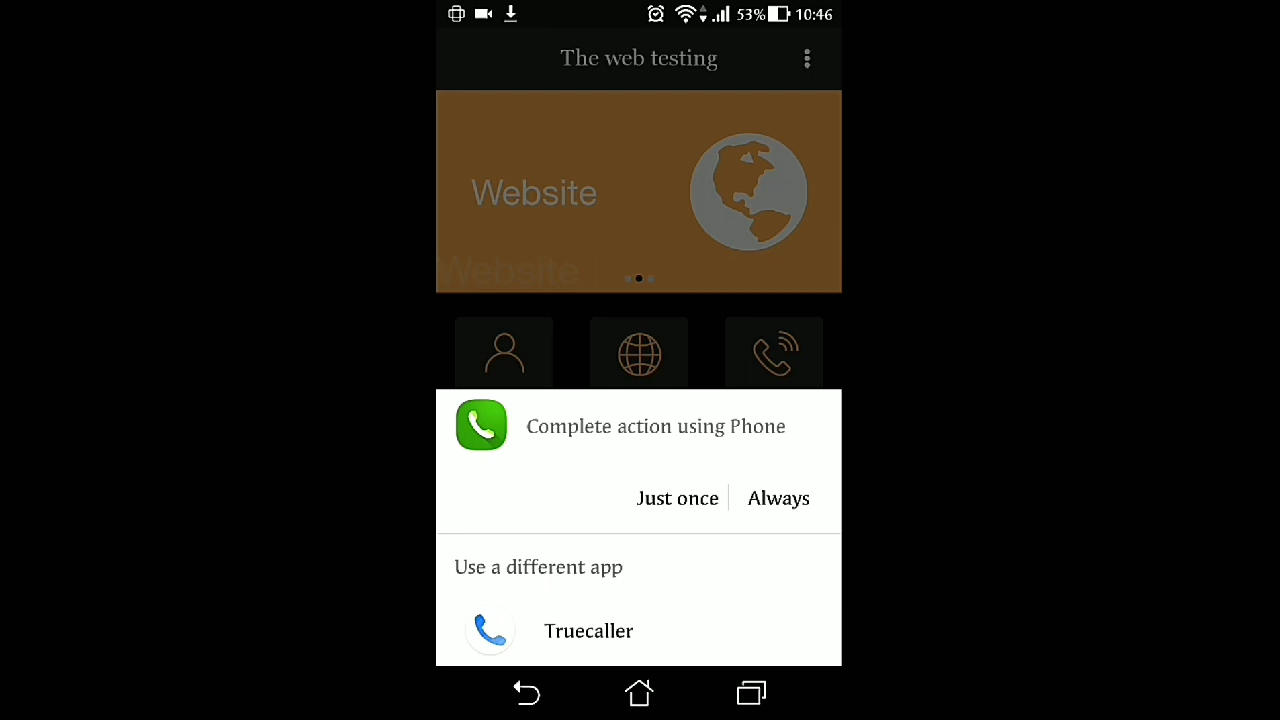 53% 10:46
The web testing
Website
Website
Complete action using Phone
Just once Always
Use a different app
Truecaller